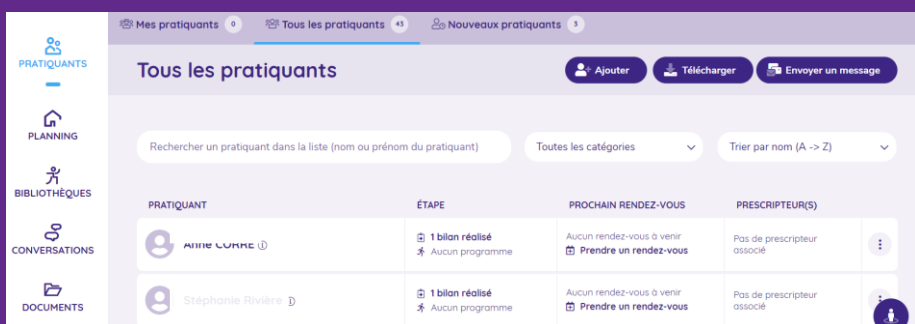 Mes pratiquants 0 Tous les pratiquants 43 Nouveaux pratiquants 3
PRATIQUANTS
Tous les pratiquants
Ajouter Télécharger Envoyer un message
PLANNING
Rechercher un pratiquant dans la liste (nom ou prénom du pratiquant) Toutes les catégories Trier par nom (A -> Z)
BIBLIOTHÈQUES
PRATIQUANT ÉTAPE PROCHAIN RENDEZ-VOUS PRESCRIPTEUR(S)
CONVERSATIONS
Anne CORRE
1 bilan réalisé
Aucun programme
Aucun rendez-vous à venir
Prendre un rendez-vous
Pas de prescripteur
associé
DOCUMENTS
Stéphanie Rivière
1 bilan réalisé
Aucun programme
Aucun rendez-vous à venir
Prendre un rendez-vous
Pas de prescripteur
associé